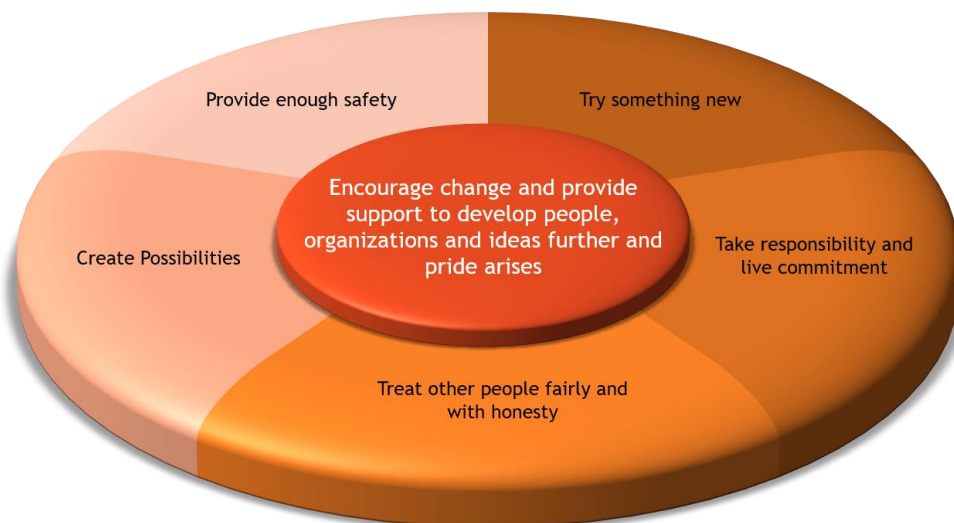 Provide enough safety
Try something new
Encourage change and provide
support to develop people,
organizations and ideas further and
pride arises
Create Possibilities
Take responsibility and
live commitment
Treat other people fairly and
with honesty